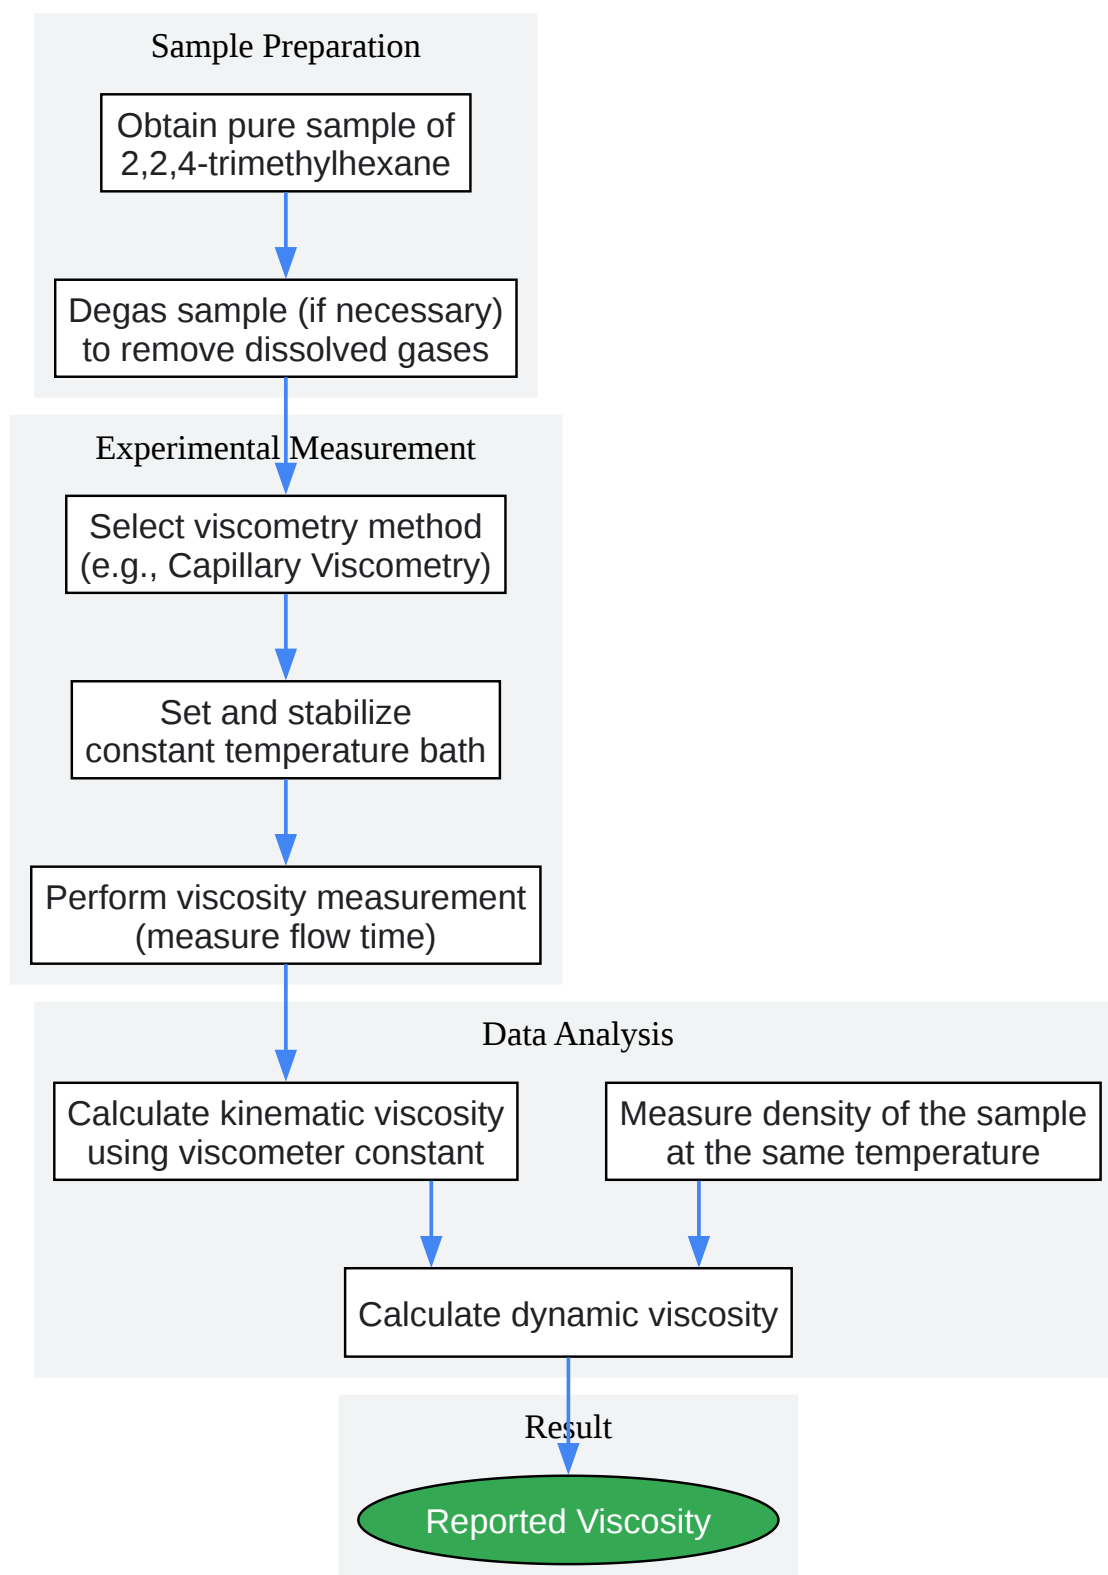 Sample Preparation
Obtain pure sample of
2,2,4-trimethylhexane
Degas sample (if necessary)
to remove dissolved gases
Experimental Measurement
Select viscometry method
(e.g., Capillary Viscometry)
Set and stabilize
constant temperature bath
Perform viscosity measurement
(measure flow time)
Data Analysis
Calculate kinematic viscosity
using viscometer constant
Measure density of the sample
at the same temperature
Calculate dynamic viscosity
Result
Reported Viscosity